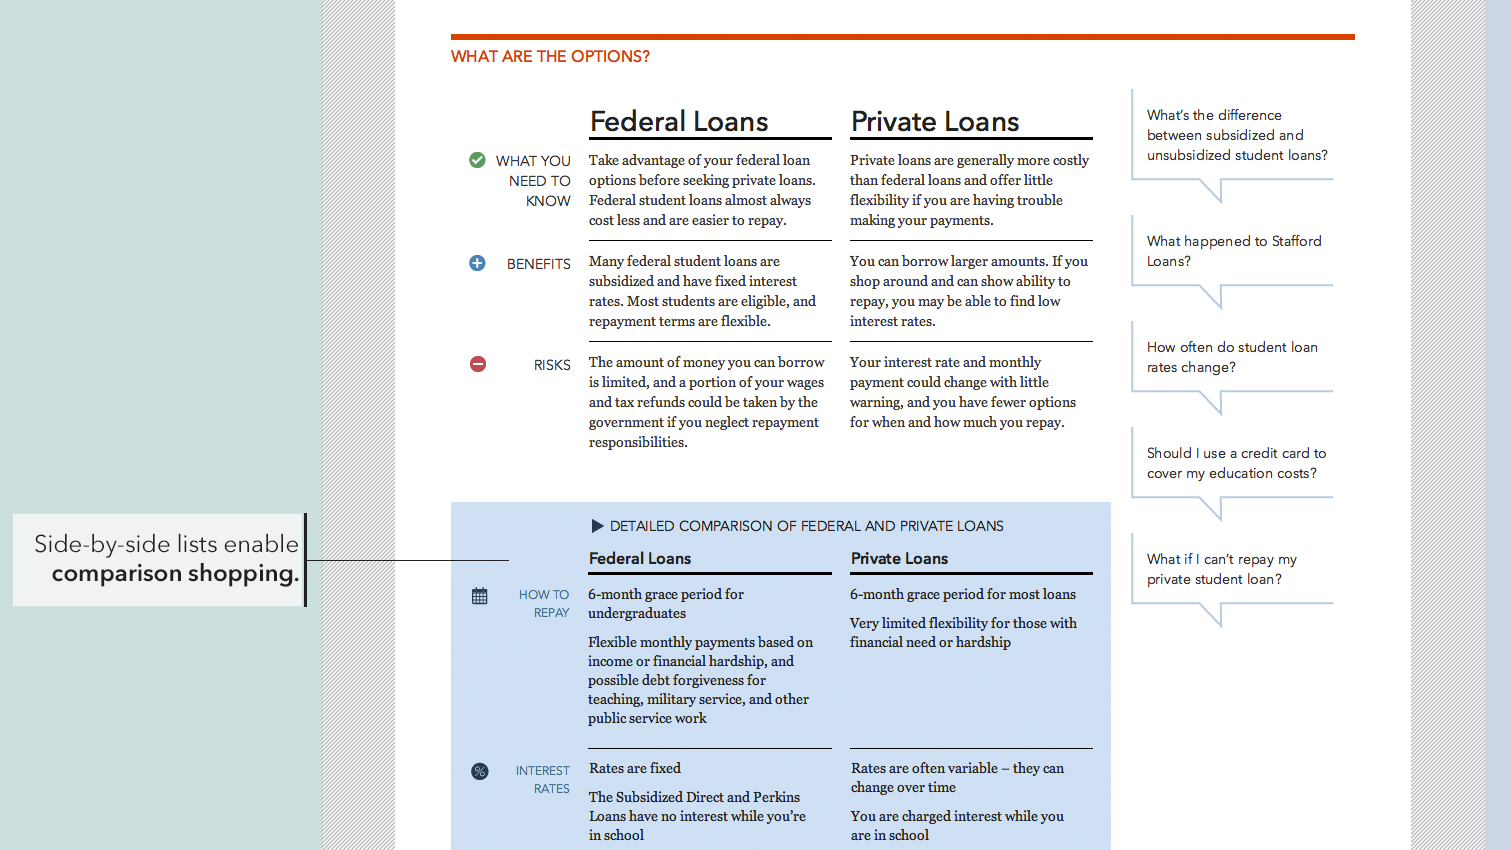 WHAT ARE THE OPTIONS?
Federal Loans
Private Loans
WHAT YOU
NEED TO
KNOW
Take advantage of your federal loan
options before seeking private loans.
Federal student loans almost always
cost less and are easier to repay.
Private loans are generally more costly
than federal loans and offer little
flexibility if you are having trouble
making your payments.
BENEFITS
Many federal student loans are
subsidized and have fixed interest
rates. Most students are eligible, and
repayment terms are flexible.
You can borrow larger amounts. If you
shop around and can show ability to
repay, you may be able to find low
interest rates.
RISKS
The amount of money you can borrow
is limited, and a portion of your wages
and tax refunds could be taken by the
government if you neglect repayment
responsibilities.
Your interest rate and monthly
payment could change with little
warning, and you have fewer options
for when and how much you repay.
What's the difference
between subsidized and
unsubsidized student loans?
What happened to Stafford
Loans?
How often do student loan
rates change?
Should I use a credit card to
cover my education costs?
What if I can't repay my
private student loan?
Side-by-side lists enable
comparison shopping.
DETAILED COMPARISON OF FEDERAL AND PRIVATE LOANS
Federal Loans
Private Loans
HOW TO
REPAY
6-month grace period for
undergraduates
Flexible monthly payments based on
income or financial hardship, and
possible debt forgiveness for
teaching, military service, and other
public service work
6-month grace period for most loans
Very limited flexibility for those with
financial need or hardship
%
INTEREST
RATES
Rates are fixed
The Subsidized Direct and Perkins
Loans have no interest while you're
in school
Rates are often variable – they can
change over time
You are charged interest while you
are in school